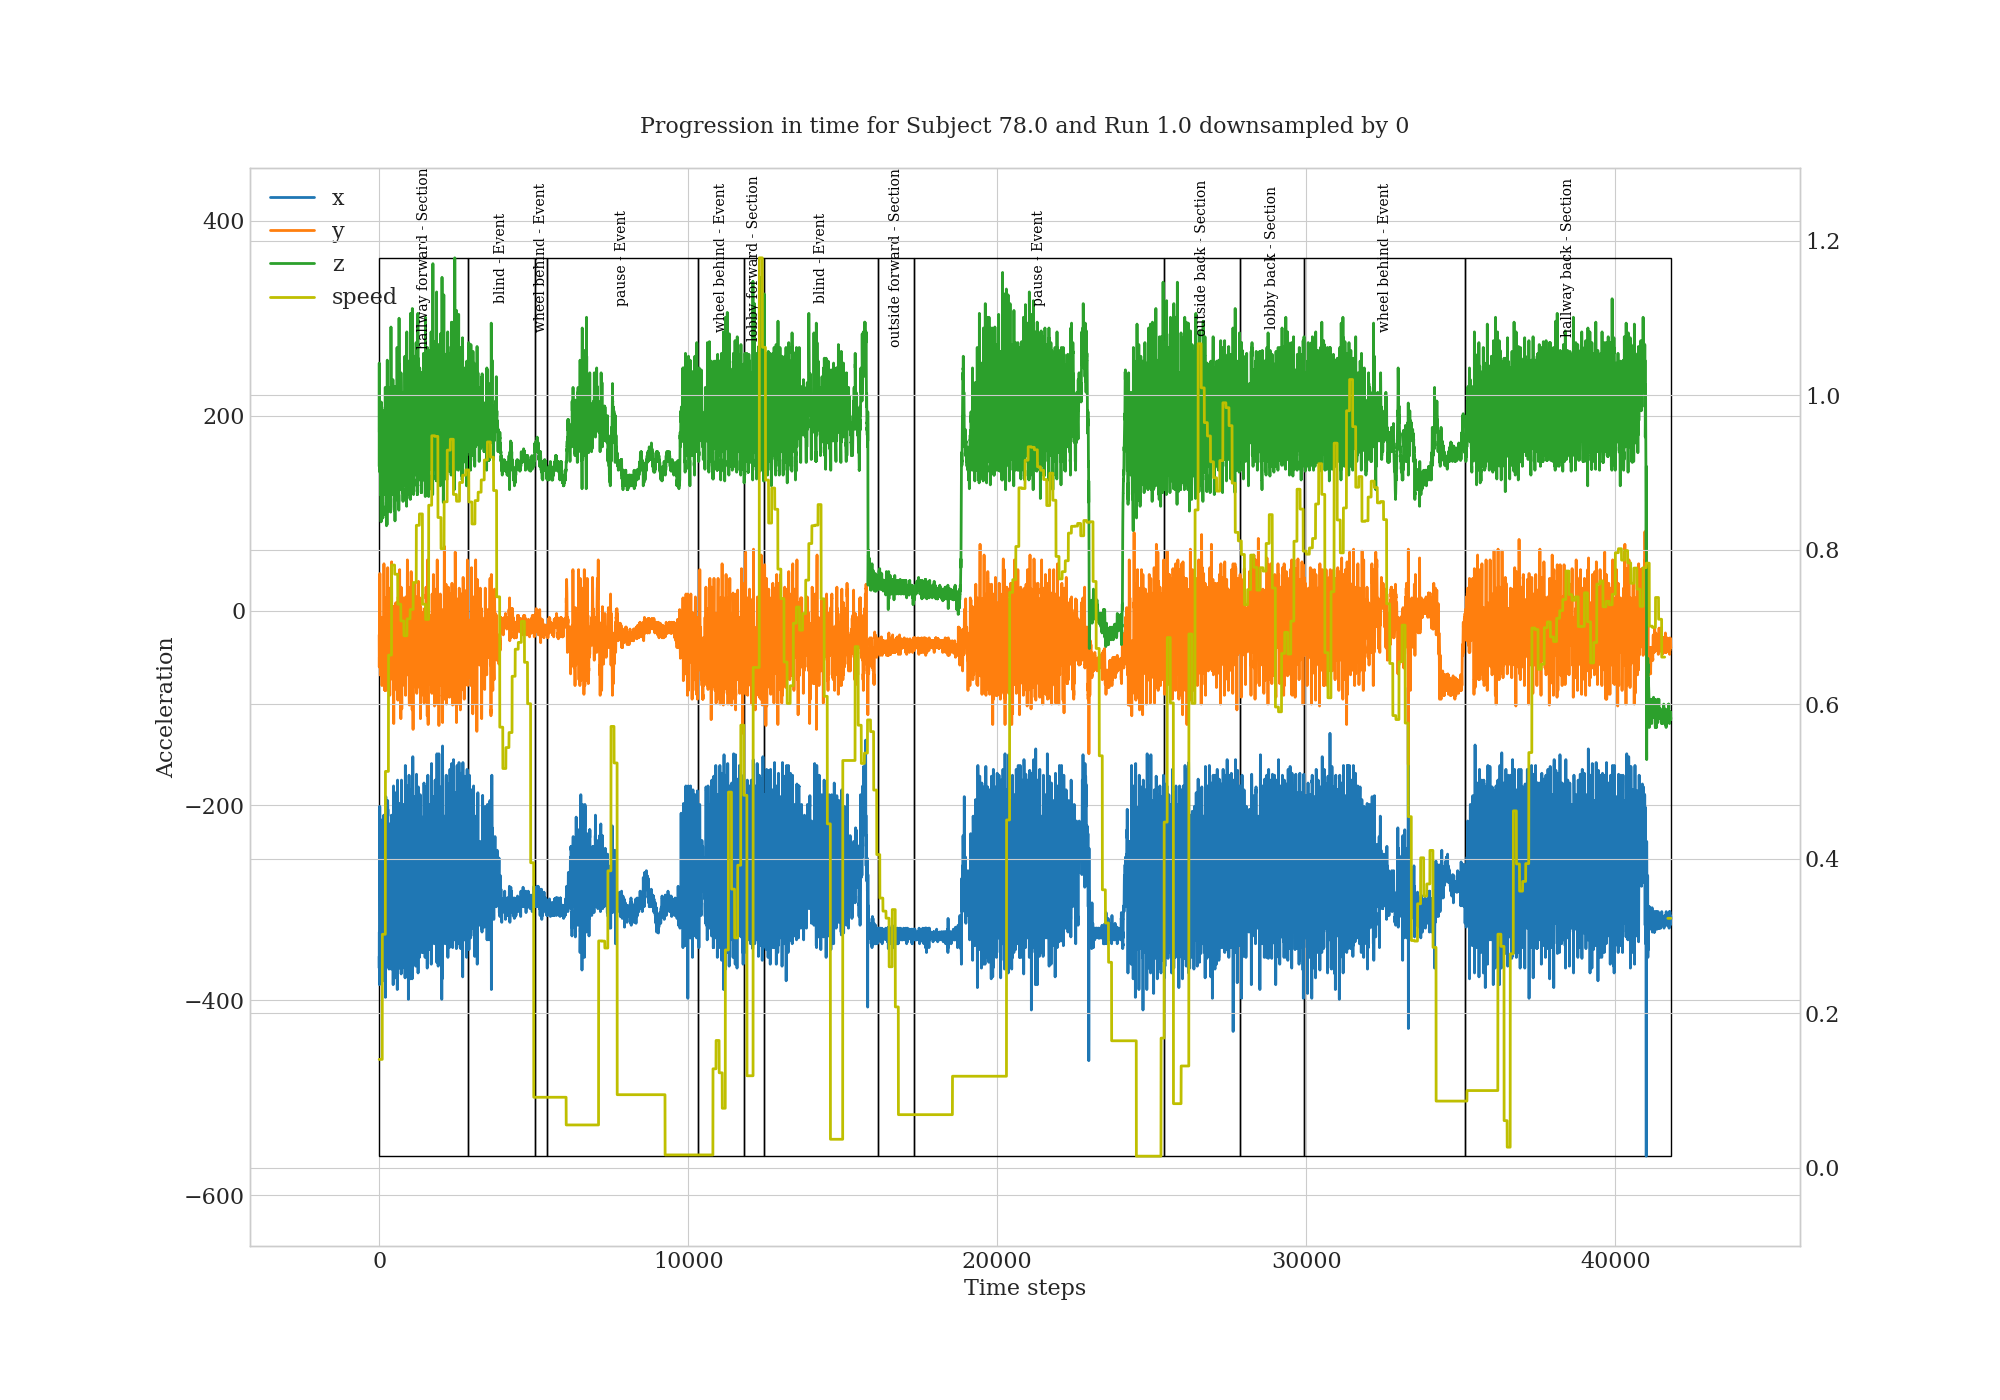 Progression in time for Subject 78.0 and Run 1.0 downsampled by 0
x
y
z
speed
hallway forward - Section
blind - Event
wheel behind - Event
pause - Event
wheel behind - Event
lobby forward - Section
blind - Event
outside forward - Section
pause - Event
outside back - Section
lobby back - Section
wheel behind - Event
hallway back - Section
400
200
0
−200
−400
−600
Acceleration
1.2
1.0
0.8
0.6
0.4
0.2
0.0
0
10000
20000
30000
40000
Time steps